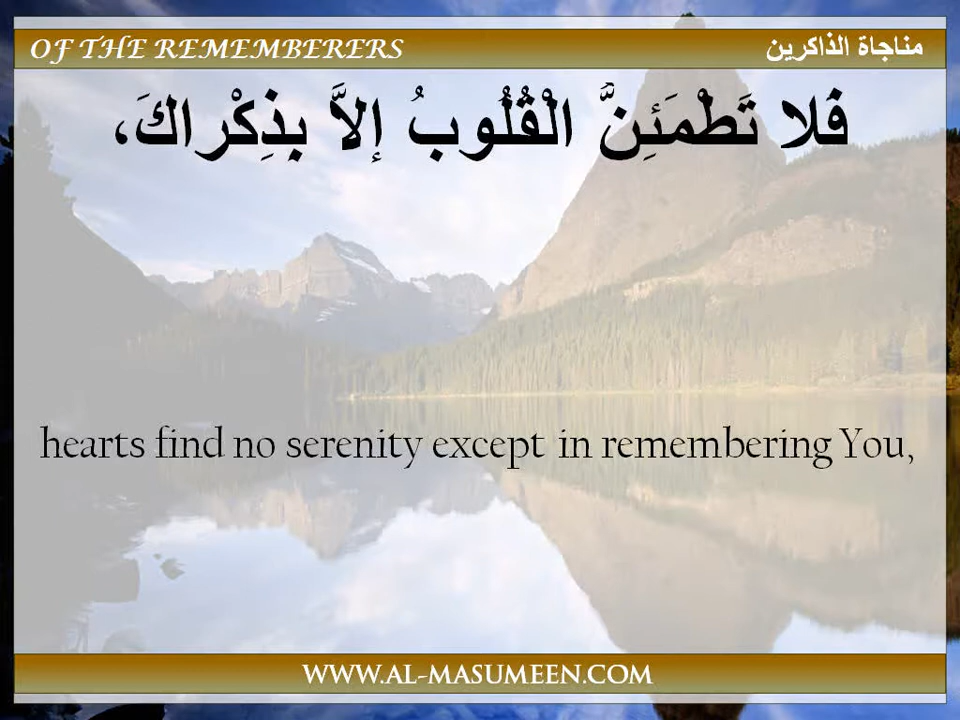 OF THE REMEMBERERS
مناجاة الذاكرين
فَلا تَطْمَئِنَّ الْقُلُوبُ إلاَّ بِذِكْراكَ،
hearts find no serenity except in remembering You,
WWW.AL-MASUMEEN.COM